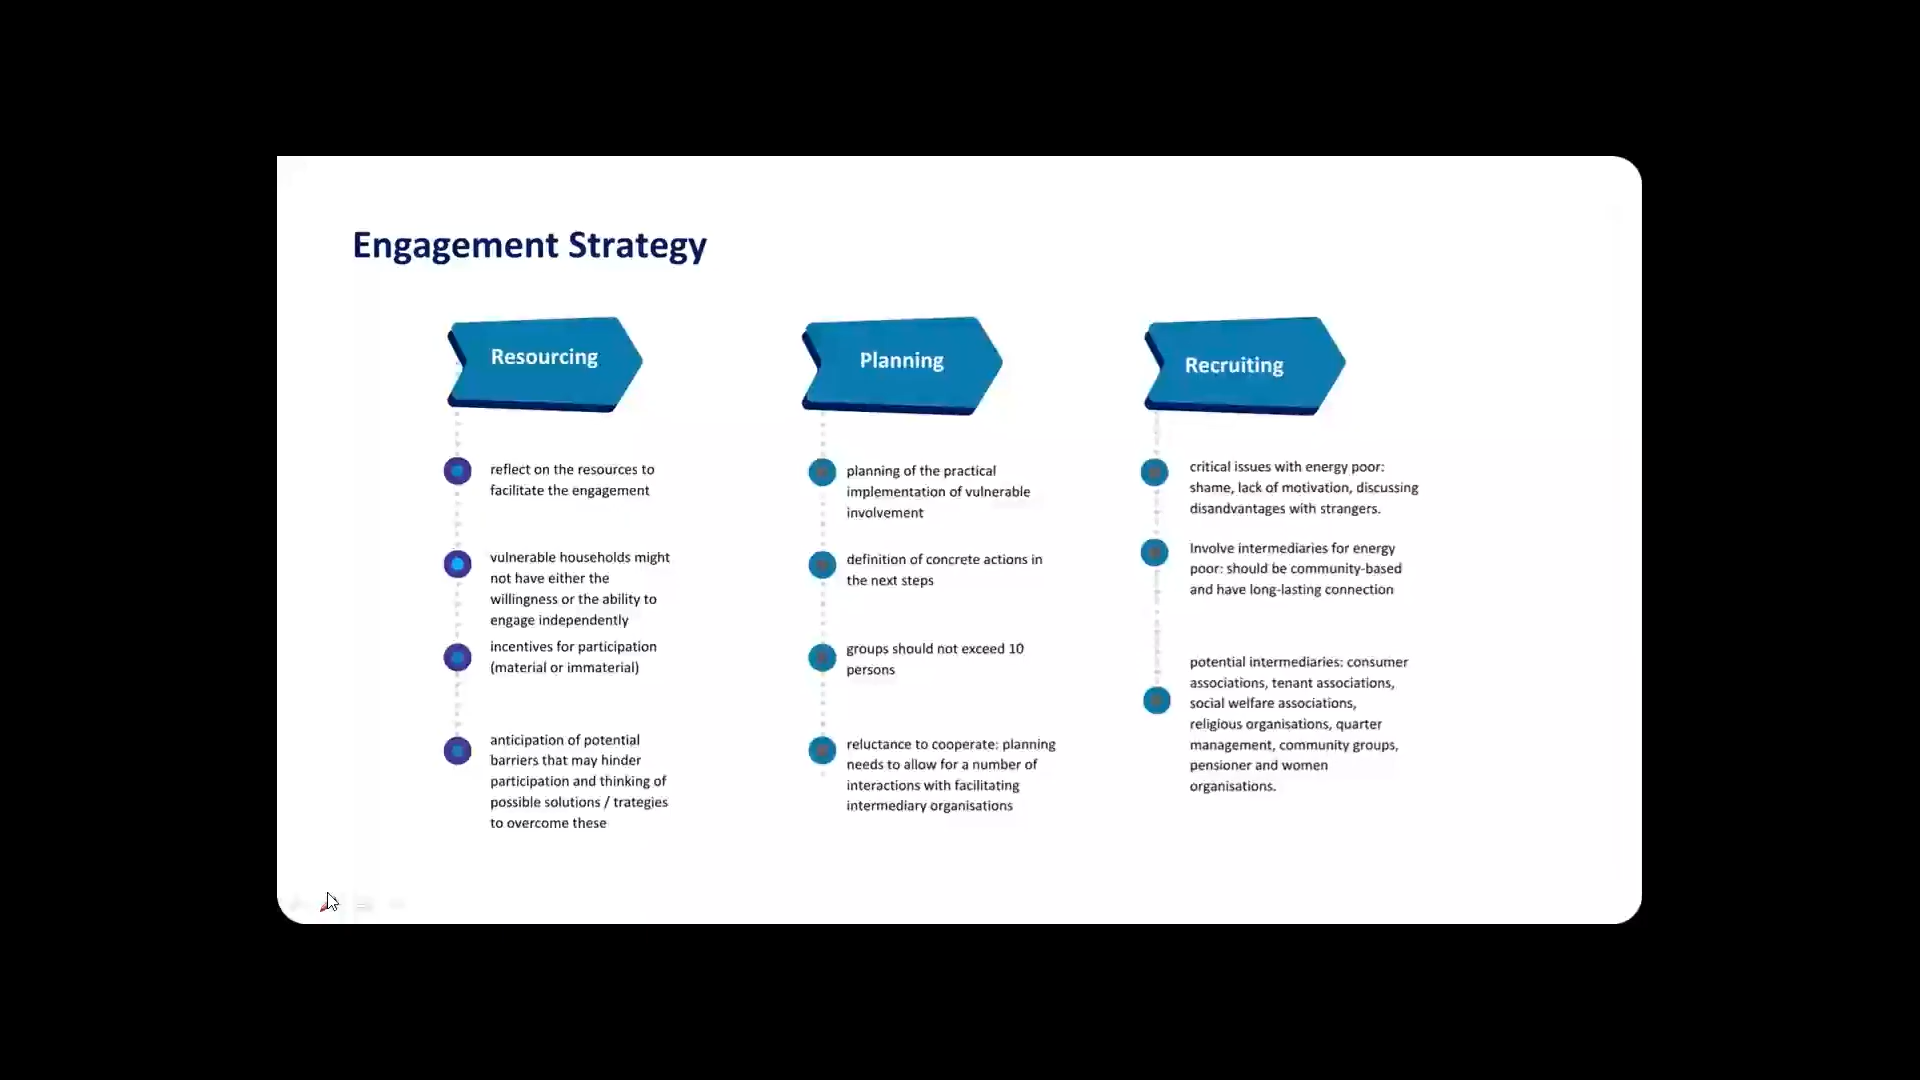 Engagement Strategy
Resourcing
reflect on the resources to
facilitate the engagement
vulnerable households might
not have either the
willingness or the ability to
engage independently
incentives for participation
(material or immaterial)
anticipation of potential
barriers that may hinder
participation and thinking of
possible solutions / trategies
to overcome these
Planning
planning of the practical
implementation of vulnerable
involvement
definition of concrete actions in
the next steps
groups should not exceed 10
persons
reluctance to cooperate: planning
needs to allow for a number of
interactions with facilitating
intermediary organisations
Recruiting
critical issues with energy poor:
shame, lack of motivation, discussing
disandvantages with strangers.
Involve intermediaries for energy
poor: should be community-based
and have long-lasting connection
potential intermediaries: consumer
associations, tenant associations,
social welfare associations,
religious organisations, quarter
management, community groups,
pensioner and women
organisations.